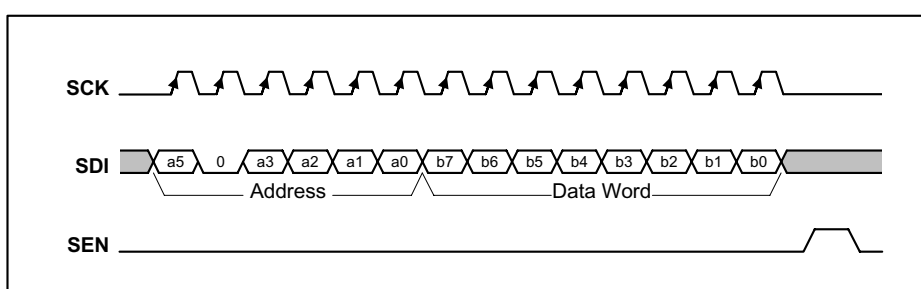 SCK
SDI a5 0 a3 a2 a1 a0 b7 b6 b5 b4 b3 b2 b1 b0
Address Data Word
SEN